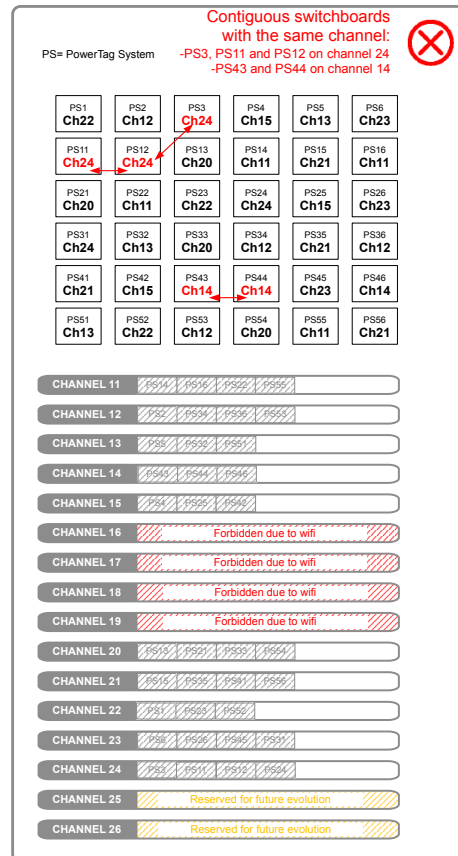 Contiguous switchboards
with the same channel:
PS= PowerTag System
-PS3, PS11 and PS12 on channel 24
-PS43 and PS44 on channel 14
PS1 PS2 PS3 PS4 PS5 PS6
Ch22 Ch12 Ch24 Ch15 Ch13 Ch23
PS11 PS12 PS13 PS14 PS15 PS16
Ch24 Ch24 Ch20 Ch11 Ch21 Ch11
PS21 PS22 PS23 PS24 PS25 PS26
Ch20 Ch11 Ch22 Ch24 Ch15 Ch23
PS31 PS32 PS33 PS34 PS35 PS36
Ch24 Ch13 Ch20 Ch12 Ch21 Ch12
PS41 PS42 PS43 PS44 PS45 PS46
Ch21 Ch15 Ch14 Ch14 Ch23 Ch14
PS51 PS52 PS53 PS54 PS55 PS56
Ch13 Ch22 Ch12 Ch20 Ch11 Ch21
CHANNEL 11 PS14 PS16 PS22 PS55
CHANNEL 12 PS2 PS34 PS36 PS53
CHANNEL 13 PS5 PS32 PS51
CHANNEL 14 PS43 PS44 PS46
CHANNEL 15 PS4 PS25 PS42
CHANNEL 16 Forbidden due to wifi
CHANNEL 17 Forbidden due to wifi
CHANNEL 18 Forbidden due to wifi
CHANNEL 19 Forbidden due to wifi
CHANNEL 20 PS13 PS21 PS33 PS54
CHANNEL 21 PS15 PS35 PS41 PS56
CHANNEL 22 PS1 PS23 PS52
CHANNEL 23 PS6 PS26 PS45 PS31
CHANNEL 24 PS3 PS11 PS12 PS24
CHANNEL 25 Reserved for future evolution
CHANNEL 26 Reserved for future evolution